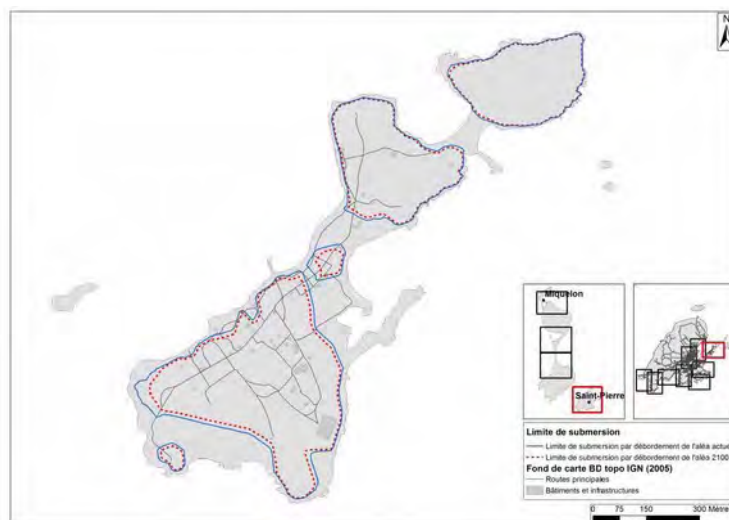 N
Miquelon
Saint-Pierre
Limite de submersion
Limite de submersion par débordement de l'aléa actue
Limite de submersion par débordement de l'aléa 2100
Fond de carte BD topo IGN (2005)
Routes principales
Bâtiments et infrastructures
0 75 150 300 Mètre